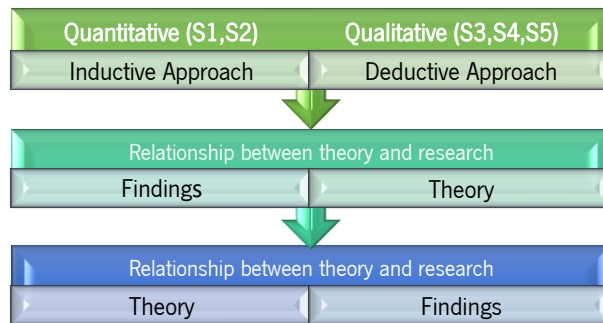 Quantitative (S1,S2) Qualitative (S3,S4,S5)
Inductive Approach Deductive Approach
Relationship between theory and research
Findings Theory
Relationship between theory and research
Theory Findings